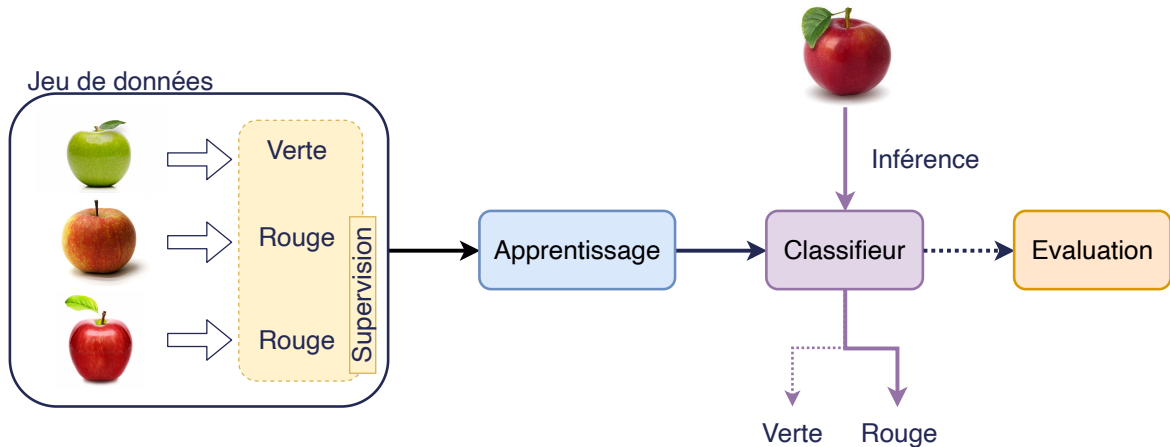 Jeu de données
Verte
Rouge
Rouge
Supervision
Apprentissage
Inférence
Classifieur
Evaluation
Verte
Rouge